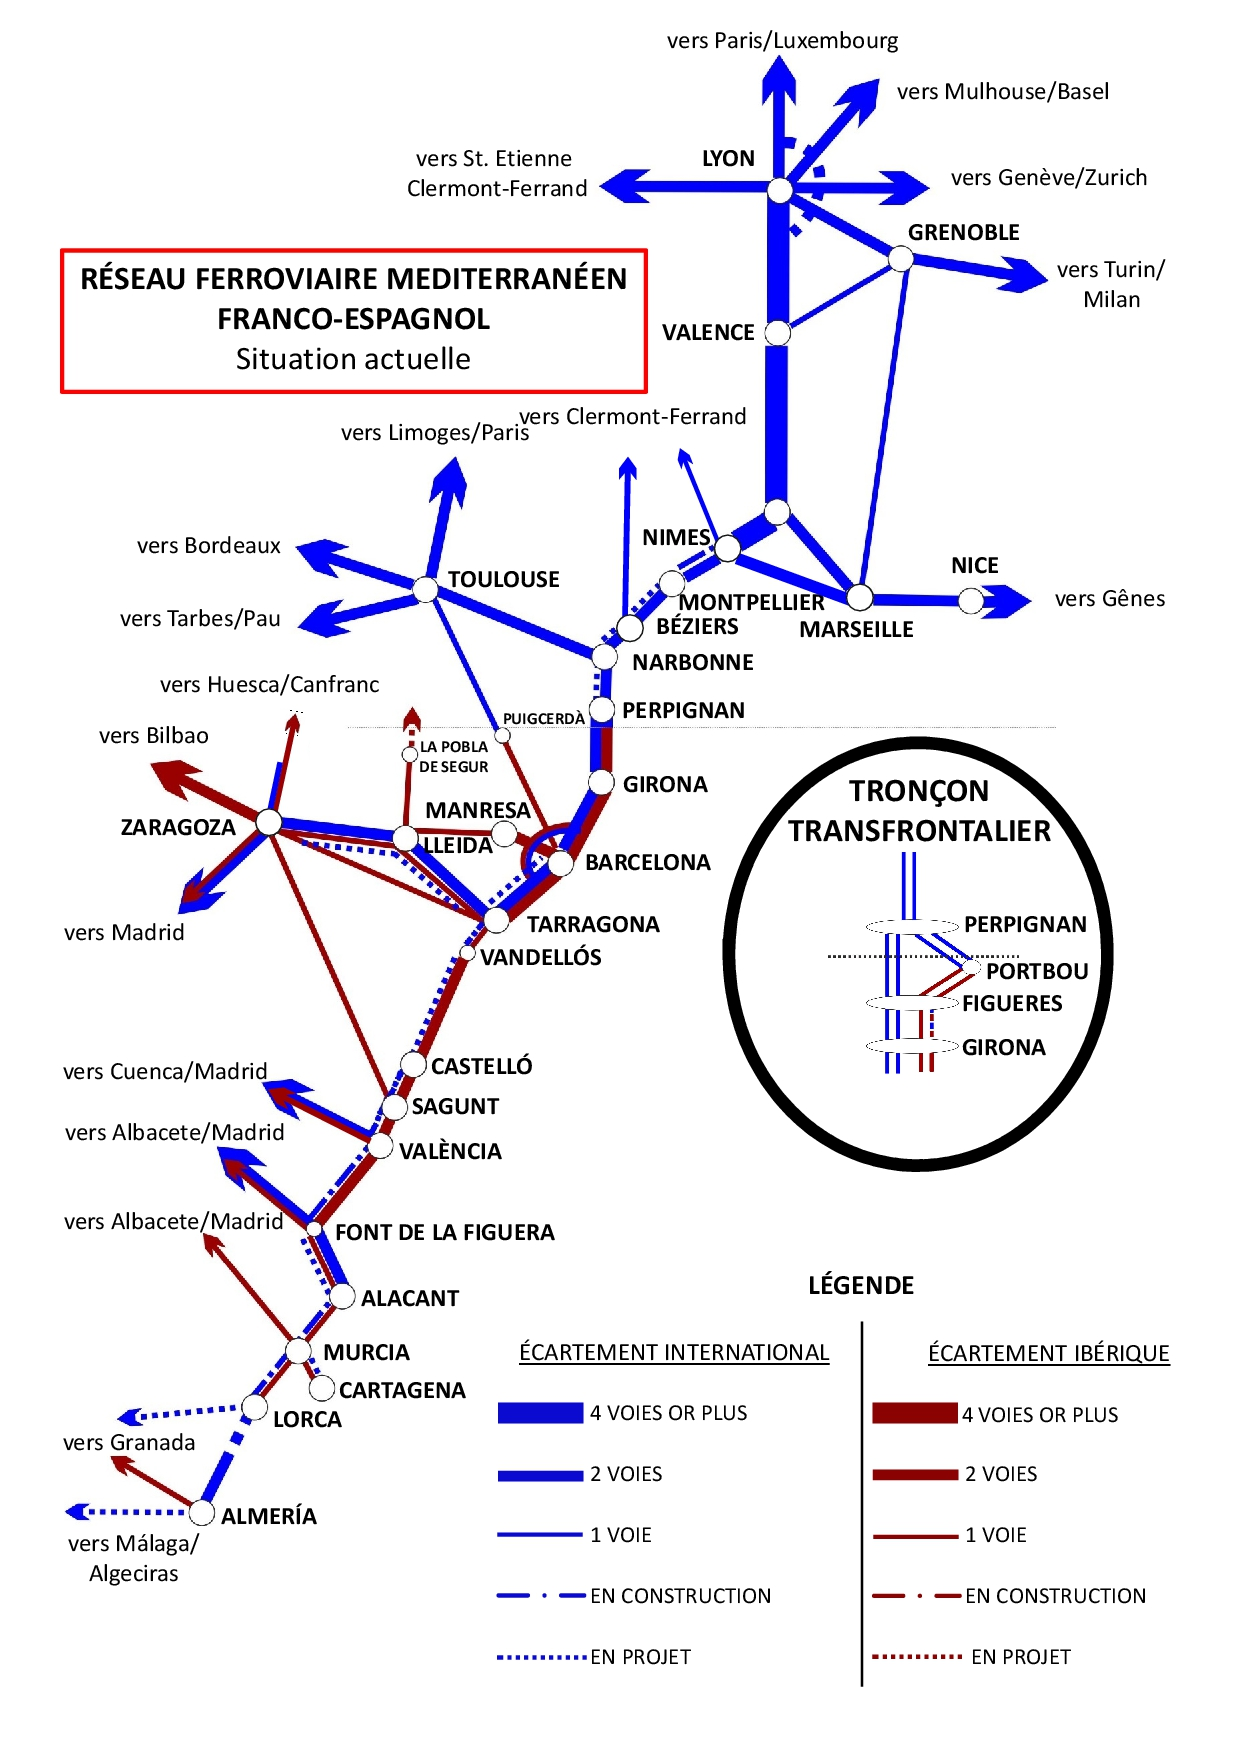 vers Paris/Luxembourg
vers Mulhouse/Basel
LYON
vers St. Etienne
Clermont-Ferrand
vers Genève/Zurich
GRENOBLE
vers Turin/
Milan
RÉSEAU FERROVIAIRE MEDITERRANÉEN
FRANCO-ESPAGNOL
Situation actuelle
VALENCE
vers Clermont-Ferrand
vers Limoges/Paris
NIMES
vers Bordeaux
TOULOUSE
NICE
MONTPELLIER
vers Gênes
vers Tarbes/Pau
BÉZIERS
MARSEILLE
NARBONNE
vers Huesca/Canfranc
PUIGCERDÀ
PERPIGNAN
vers Bilbao
LA POBLA
DE SEGUR
GIRONA
MANRESA
ZARAGOZA
LLEIDA
BARCELONA
TRONÇON
TRANSFRONTALIER
vers Madrid
TARRAGONA
VANDELLÓS
PERPIGNAN
PORTBOU
FIGUERES
GIRONA
CASTELLÓ
vers Cuenca/Madrid
SAGUNT
vers Albacete/Madrid
VALÈNCIA
vers Albacete/Madrid
FONT DE LA FIGUERA
ALACANT
MURCIA
CARTAGENA
LORCA
vers Granada
ALMERÍA
vers Málaga/
Algeciras
LÉGENDE
ÉCARTEMENT INTERNATIONAL
ÉCARTEMENT IBÉRIQUE
4 VOIES OR PLUS
4 VOIES OR PLUS
2 VOIES
2 VOIES
1 VOIE
1 VOIE
EN CONSTRUCTION
EN CONSTRUCTION
EN PROJET
EN PROJET